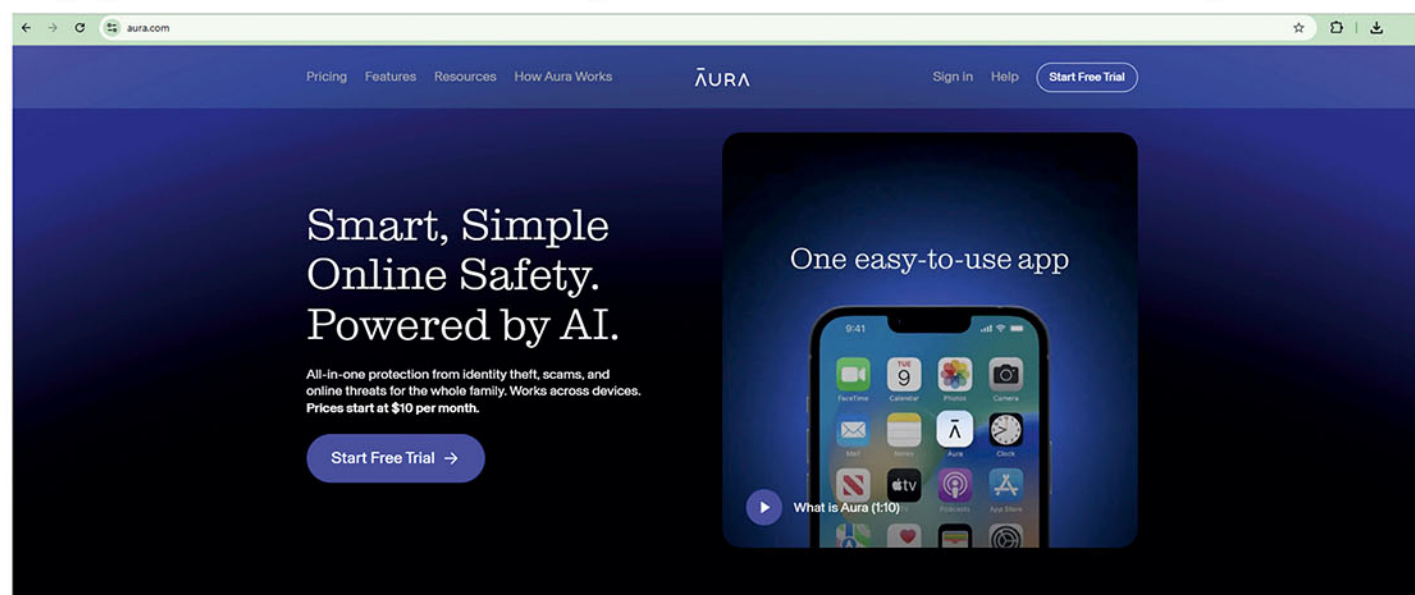 aura.com
Pricing Features Resources How Aura Works
ĀURA
Sign in Help Start Free Trial
Smart, Simple
Online Safety.
Powered by AI.
All-in-one protection from identity theft, scams, and
online threats for the whole family. Works across devices.
Prices start at $10 per month.
Start Free Trial →
One easy-to-use app
9:41
TUE
9
FaceTime Calendar Photos Camera
Ā
Mail Notes Aura Clock
tv
Podcasts App Store
What is Aura (1:10)